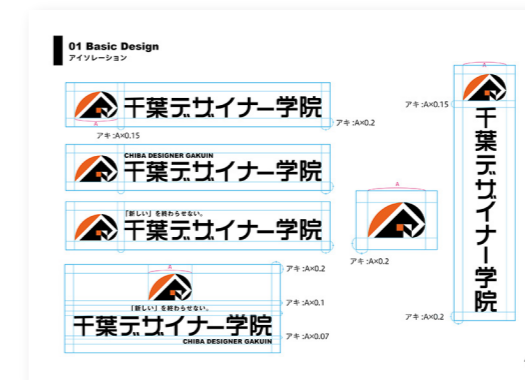 01 Basic Design
アイソレーション
千葉デザイナー学院
A
アキ:A×0.15
アキ:A×0.2
CHIBA DESIGNER GAKUIN
千葉デザイナー学院
「新しい」を終わらせない。
千葉デザイナー学院
A
「新しい」を終わらせない。
千葉デザイナー学院
CHIBA DESIGNER GAKUIN
アキ:A×0.2
アキ:A×0.1
アキ:A×0.07
A
アキ:A×0.2
A
アキ:A×0.15
千葉デザイナー学院
アキ:A×0.2